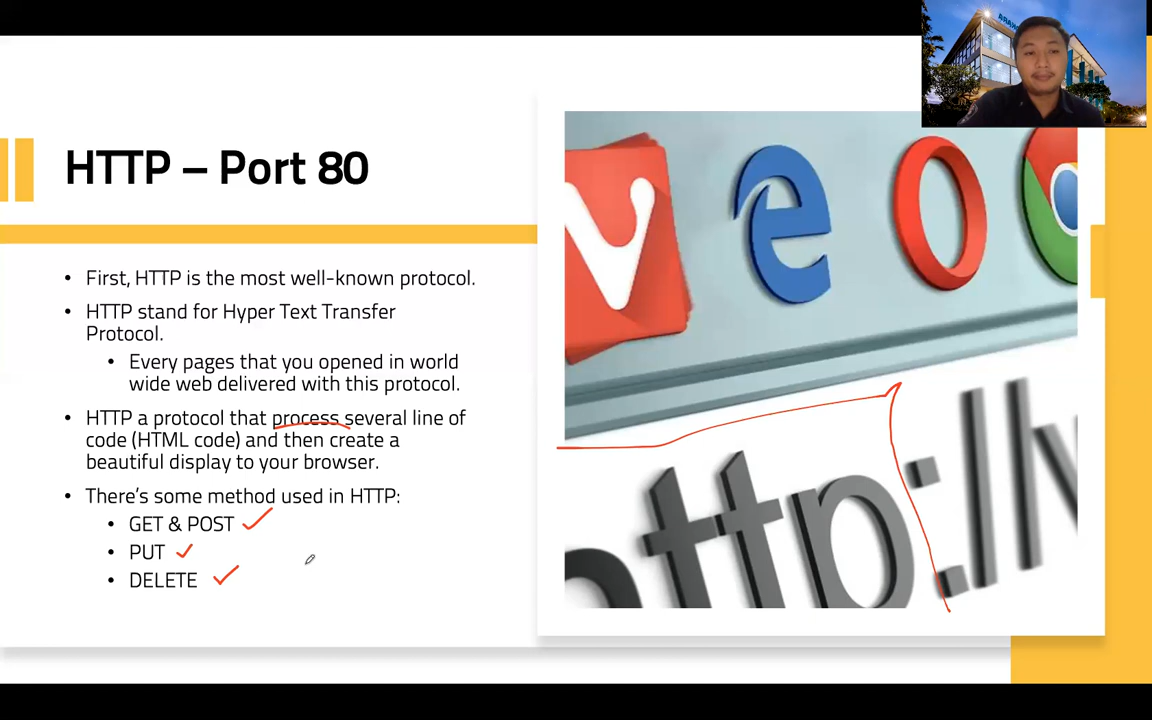 HTTP – Port 80
• First, HTTP is the most well-known protocol.
• HTTP stand for Hyper Text Transfer
Protocol.
• Every pages that you opened in world
wide web delivered with this protocol.
• HTTP a protocol that process several line of
code (HTML code) and then create a
beautiful display to your browser.
• There's some method used in HTTP:
• GET & POST
• PUT
• DELETE
http://